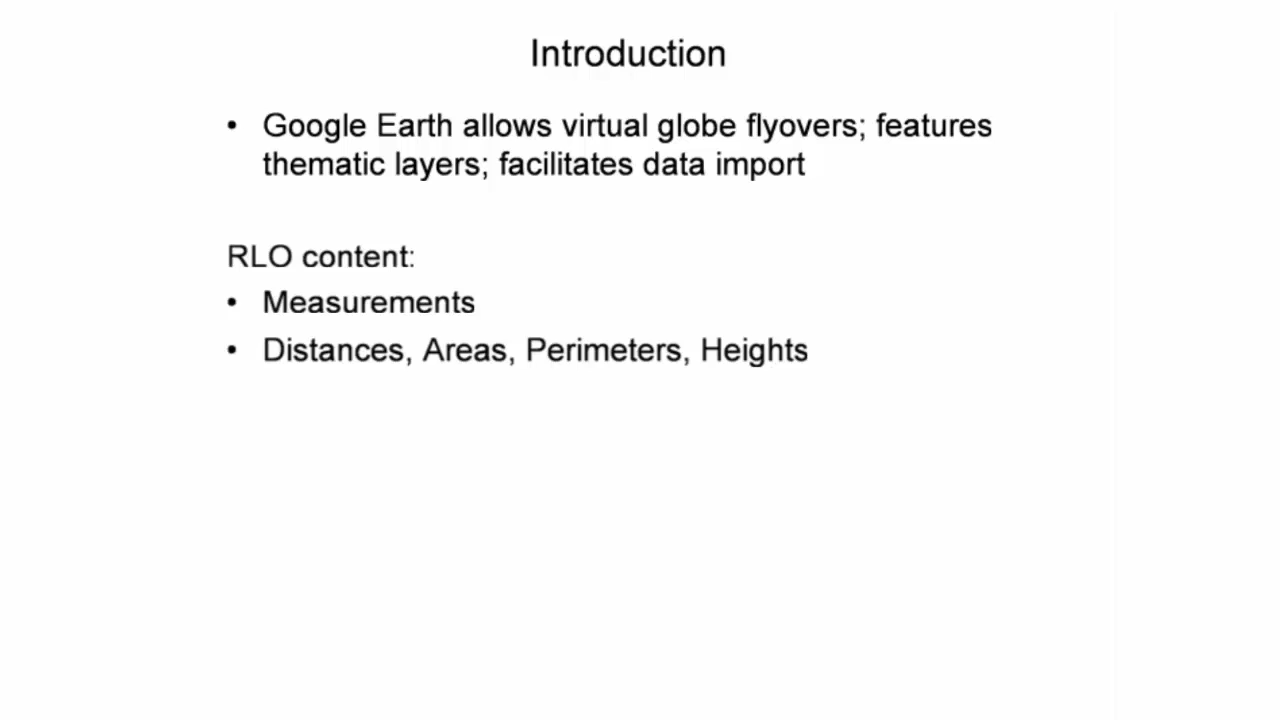 Introduction
• Google Earth allows virtual globe flyovers; features
thematic layers; facilitates data import
RLO content:
• Measurements
• Distances, Areas, Perimeters, Heights